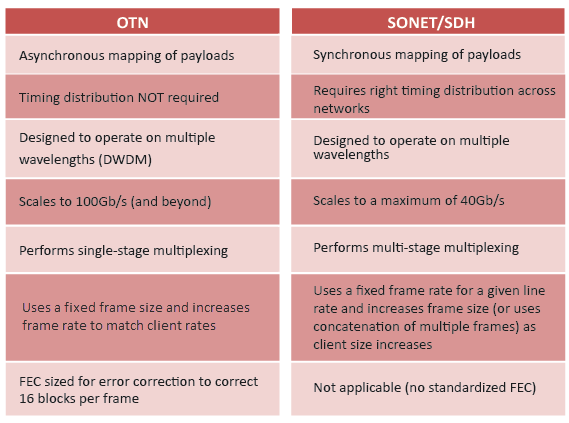 OTN
SONET/SDH
Asynchronous mapping of payloads
Synchronous mapping of payloads
Timing distribution NOT required
Requires right timing distribution across
networks
Designed to operate on multiple
wavelengths (DWDM)
Designed to operate on multiple
wavelengths
Scales to 100Gb/s (and beyond)
Scales to a maximum of 40Gb/s
Performs single-stage multiplexing
Performs multi-stage multiplexing
Uses a fixed frame size and increases
frame rate to match client rates
Uses a fixed frame rate for a given line
rate and increases frame size (or uses
concatenation of multiple frames) as
client size increases
FEC sized for error correction to correct
16 blocks per frame
Not applicable (no standardized FEC)